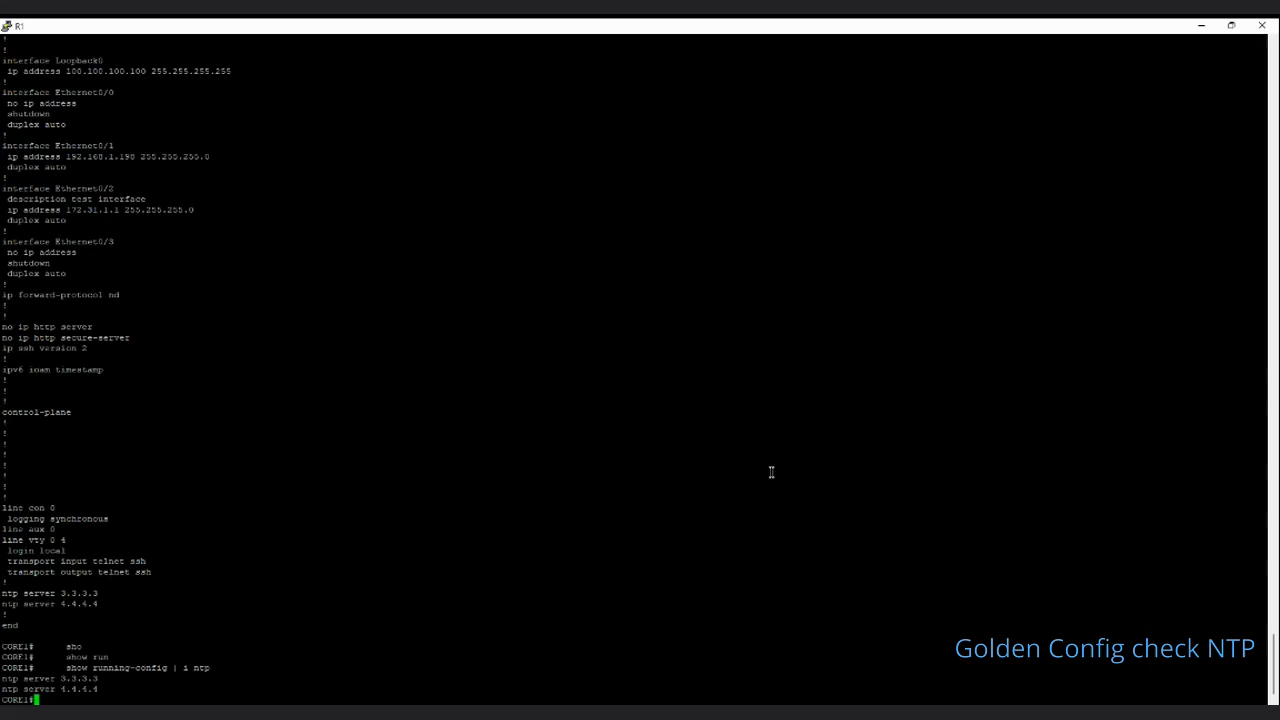 R1
!
!
interface Loopback0
 ip address 100.100.100.100 255.255.255.255
!
interface Ethernet0/0
 no ip address
 shutdown
 duplex auto
!
interface Ethernet0/1
 ip address 192.168.1.198 255.255.255.0
 duplex auto
!
interface Ethernet0/2
 description test interface
 ip address 172.31.1.1 255.255.255.0
 duplex auto
!
interface Ethernet0/3
 no ip address
 shutdown
 duplex auto
!
ip forward-protocol nd
!
!
no ip http server
no ip http secure-server
ip ssh version 2
!
ipv6 ioam timestamp
!
!
!
control-plane
!
!
!
!
!
!
!
!
line con 0
 logging synchronous
line aux 0
line vty 0 4
 login local
 transport input telnet ssh
 transport output telnet ssh
!
ntp server 3.3.3.3
ntp server 4.4.4.4
!
end
CORE1# sho
CORE1# show run
CORE1# show running-config | i ntp
ntp server 3.3.3.3
ntp server 4.4.4.4
CORE1#
Golden Config check NTP